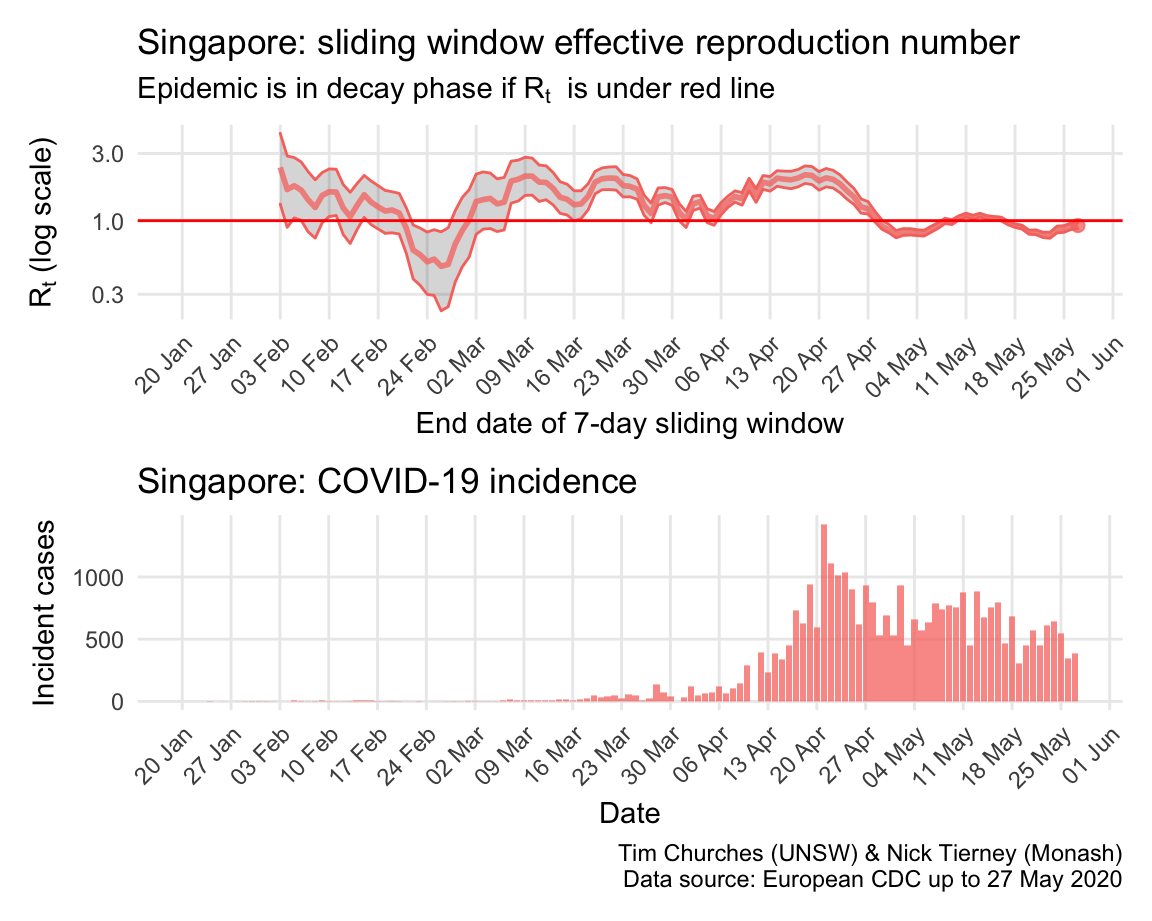 Singapore: sliding window effective reproduction number
Epidemic is in decay phase if Rt is under red line
Rt (log scale)
3.0
1.0
0.3
20 Jan
27 Jan
03 Feb
10 Feb
17 Feb
24 Feb
02 Mar
09 Mar
16 Mar
23 Mar
30 Mar
06 Apr
13 Apr
20 Apr
27 Apr
04 May
11 May
18 May
25 May
01 Jun
End date of 7-day sliding window
Singapore: COVID-19 incidence
Incident cases
1000
500
0
20 Jan
27 Jan
03 Feb
10 Feb
17 Feb
24 Feb
02 Mar
09 Mar
16 Mar
23 Mar
30 Mar
06 Apr
13 Apr
20 Apr
27 Apr
04 May
11 May
18 May
25 May
01 Jun
Date
Tim Churches (UNSW) & Nick Tierney (Monash)
Data source: European CDC up to 27 May 2020